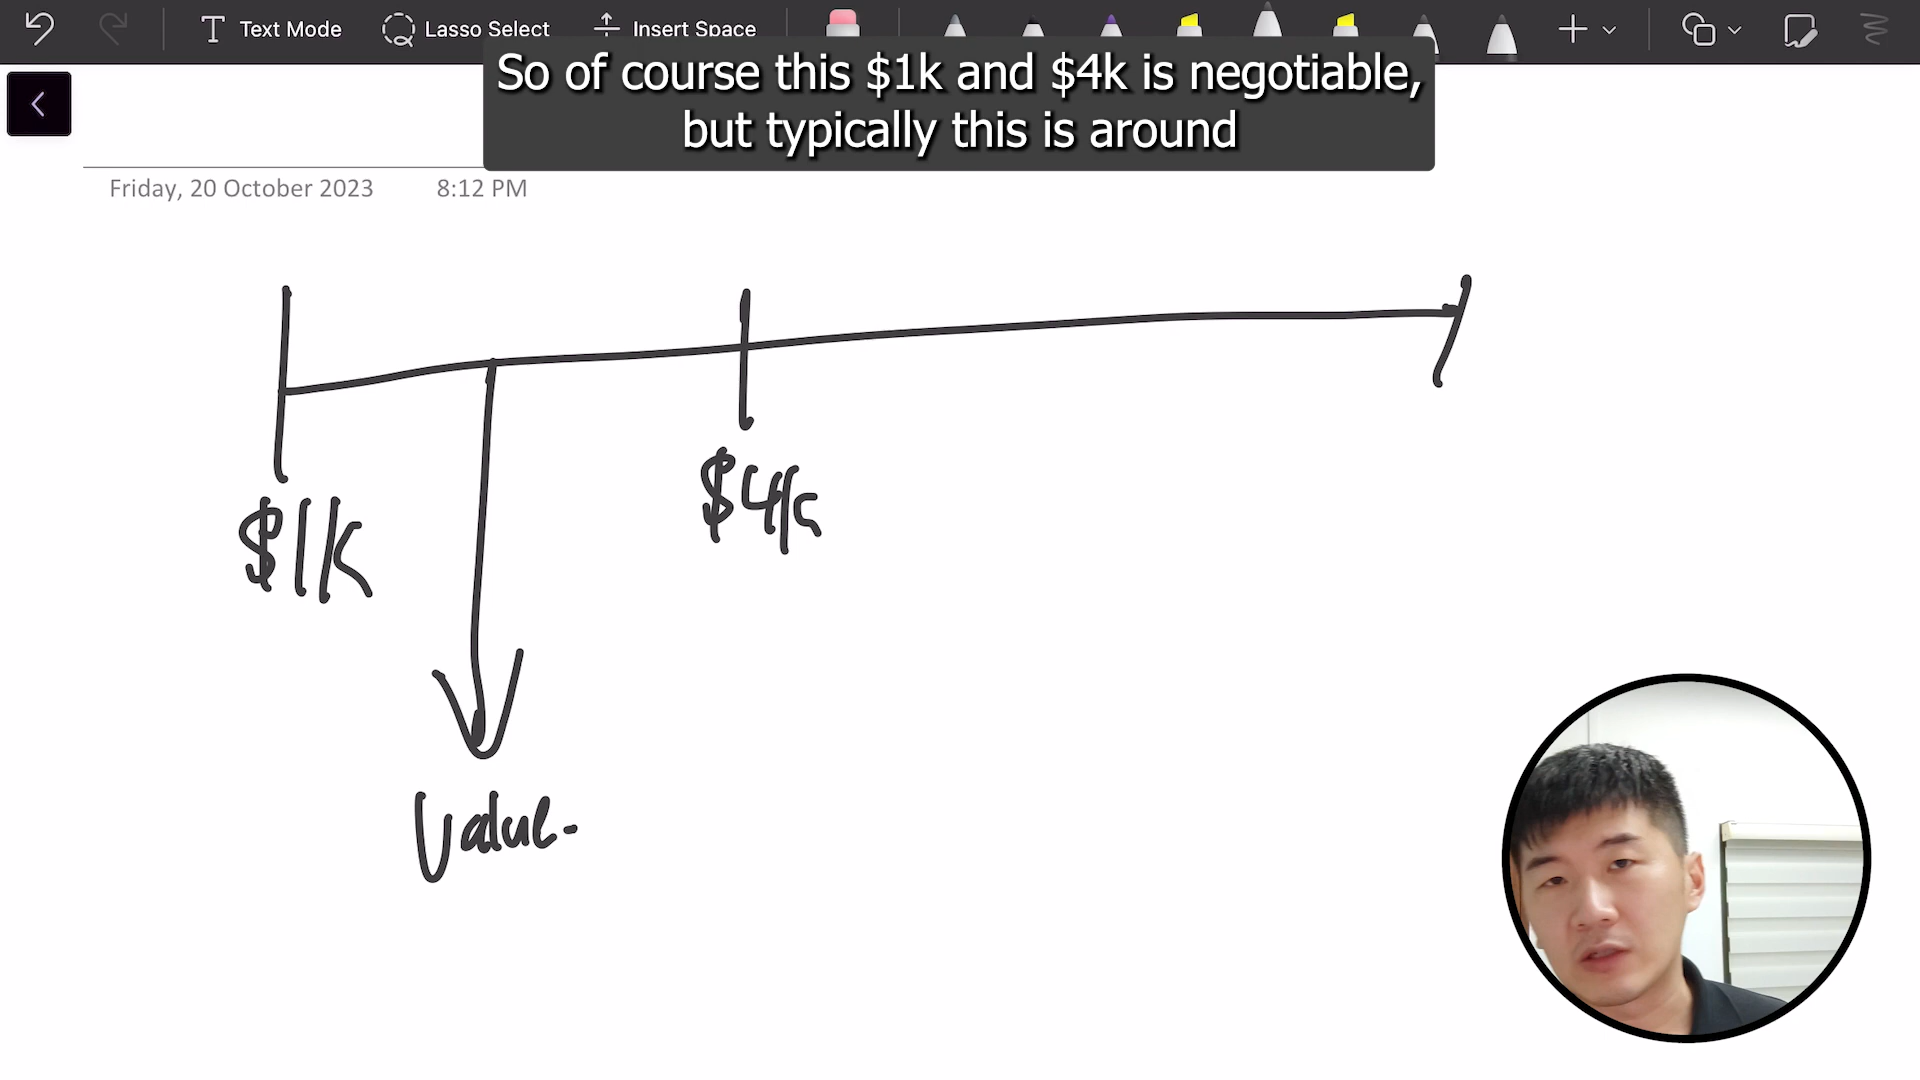 Text Mode
Lasso Select
Insert Space
So of course this $1k and $4k is negotiable,
but typically this is around
Friday, 20 October 2023
8:12 PM
$1k
$4k
Value.